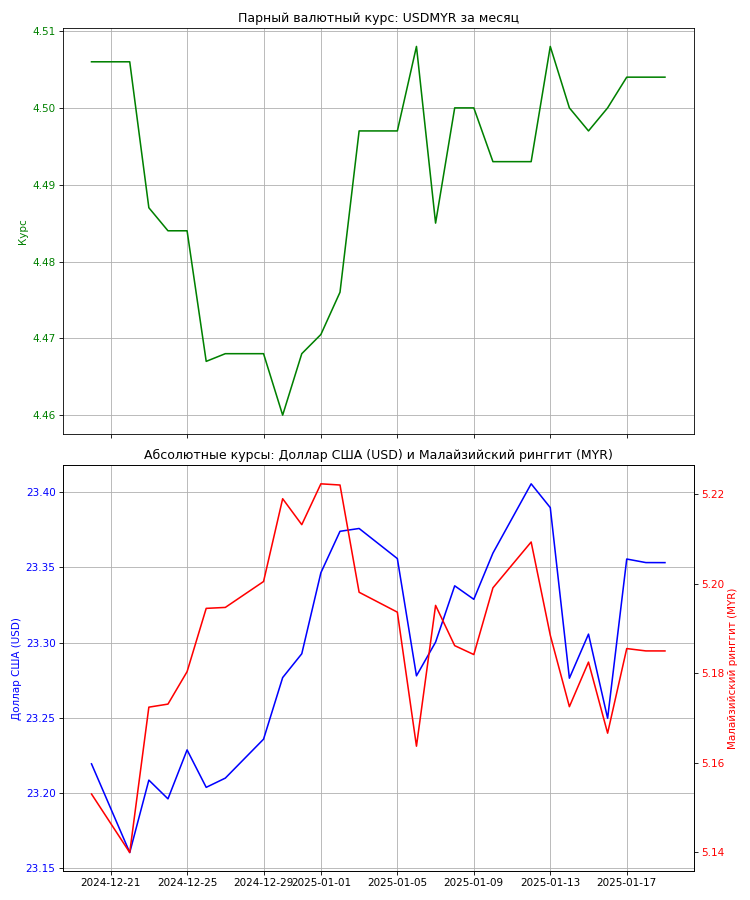 Парный валютный курс: USDMYR за месяц
4.51
4.50
4.49
4.48
4.47
4.46
Курс
Абсолютные курсы: Доллар США (USD) и Малайзийский ринггит (MYR)
23.40
23.35
23.30
23.25
23.20
23.15
Доллар США (USD)
5.22
5.20
5.18
5.16
5.14
Малайзийский ринггит (MYR)
2024-12-21 2024-12-25 2024-12-29 2025-01-01 2025-01-05 2025-01-09 2025-01-13 2025-01-17